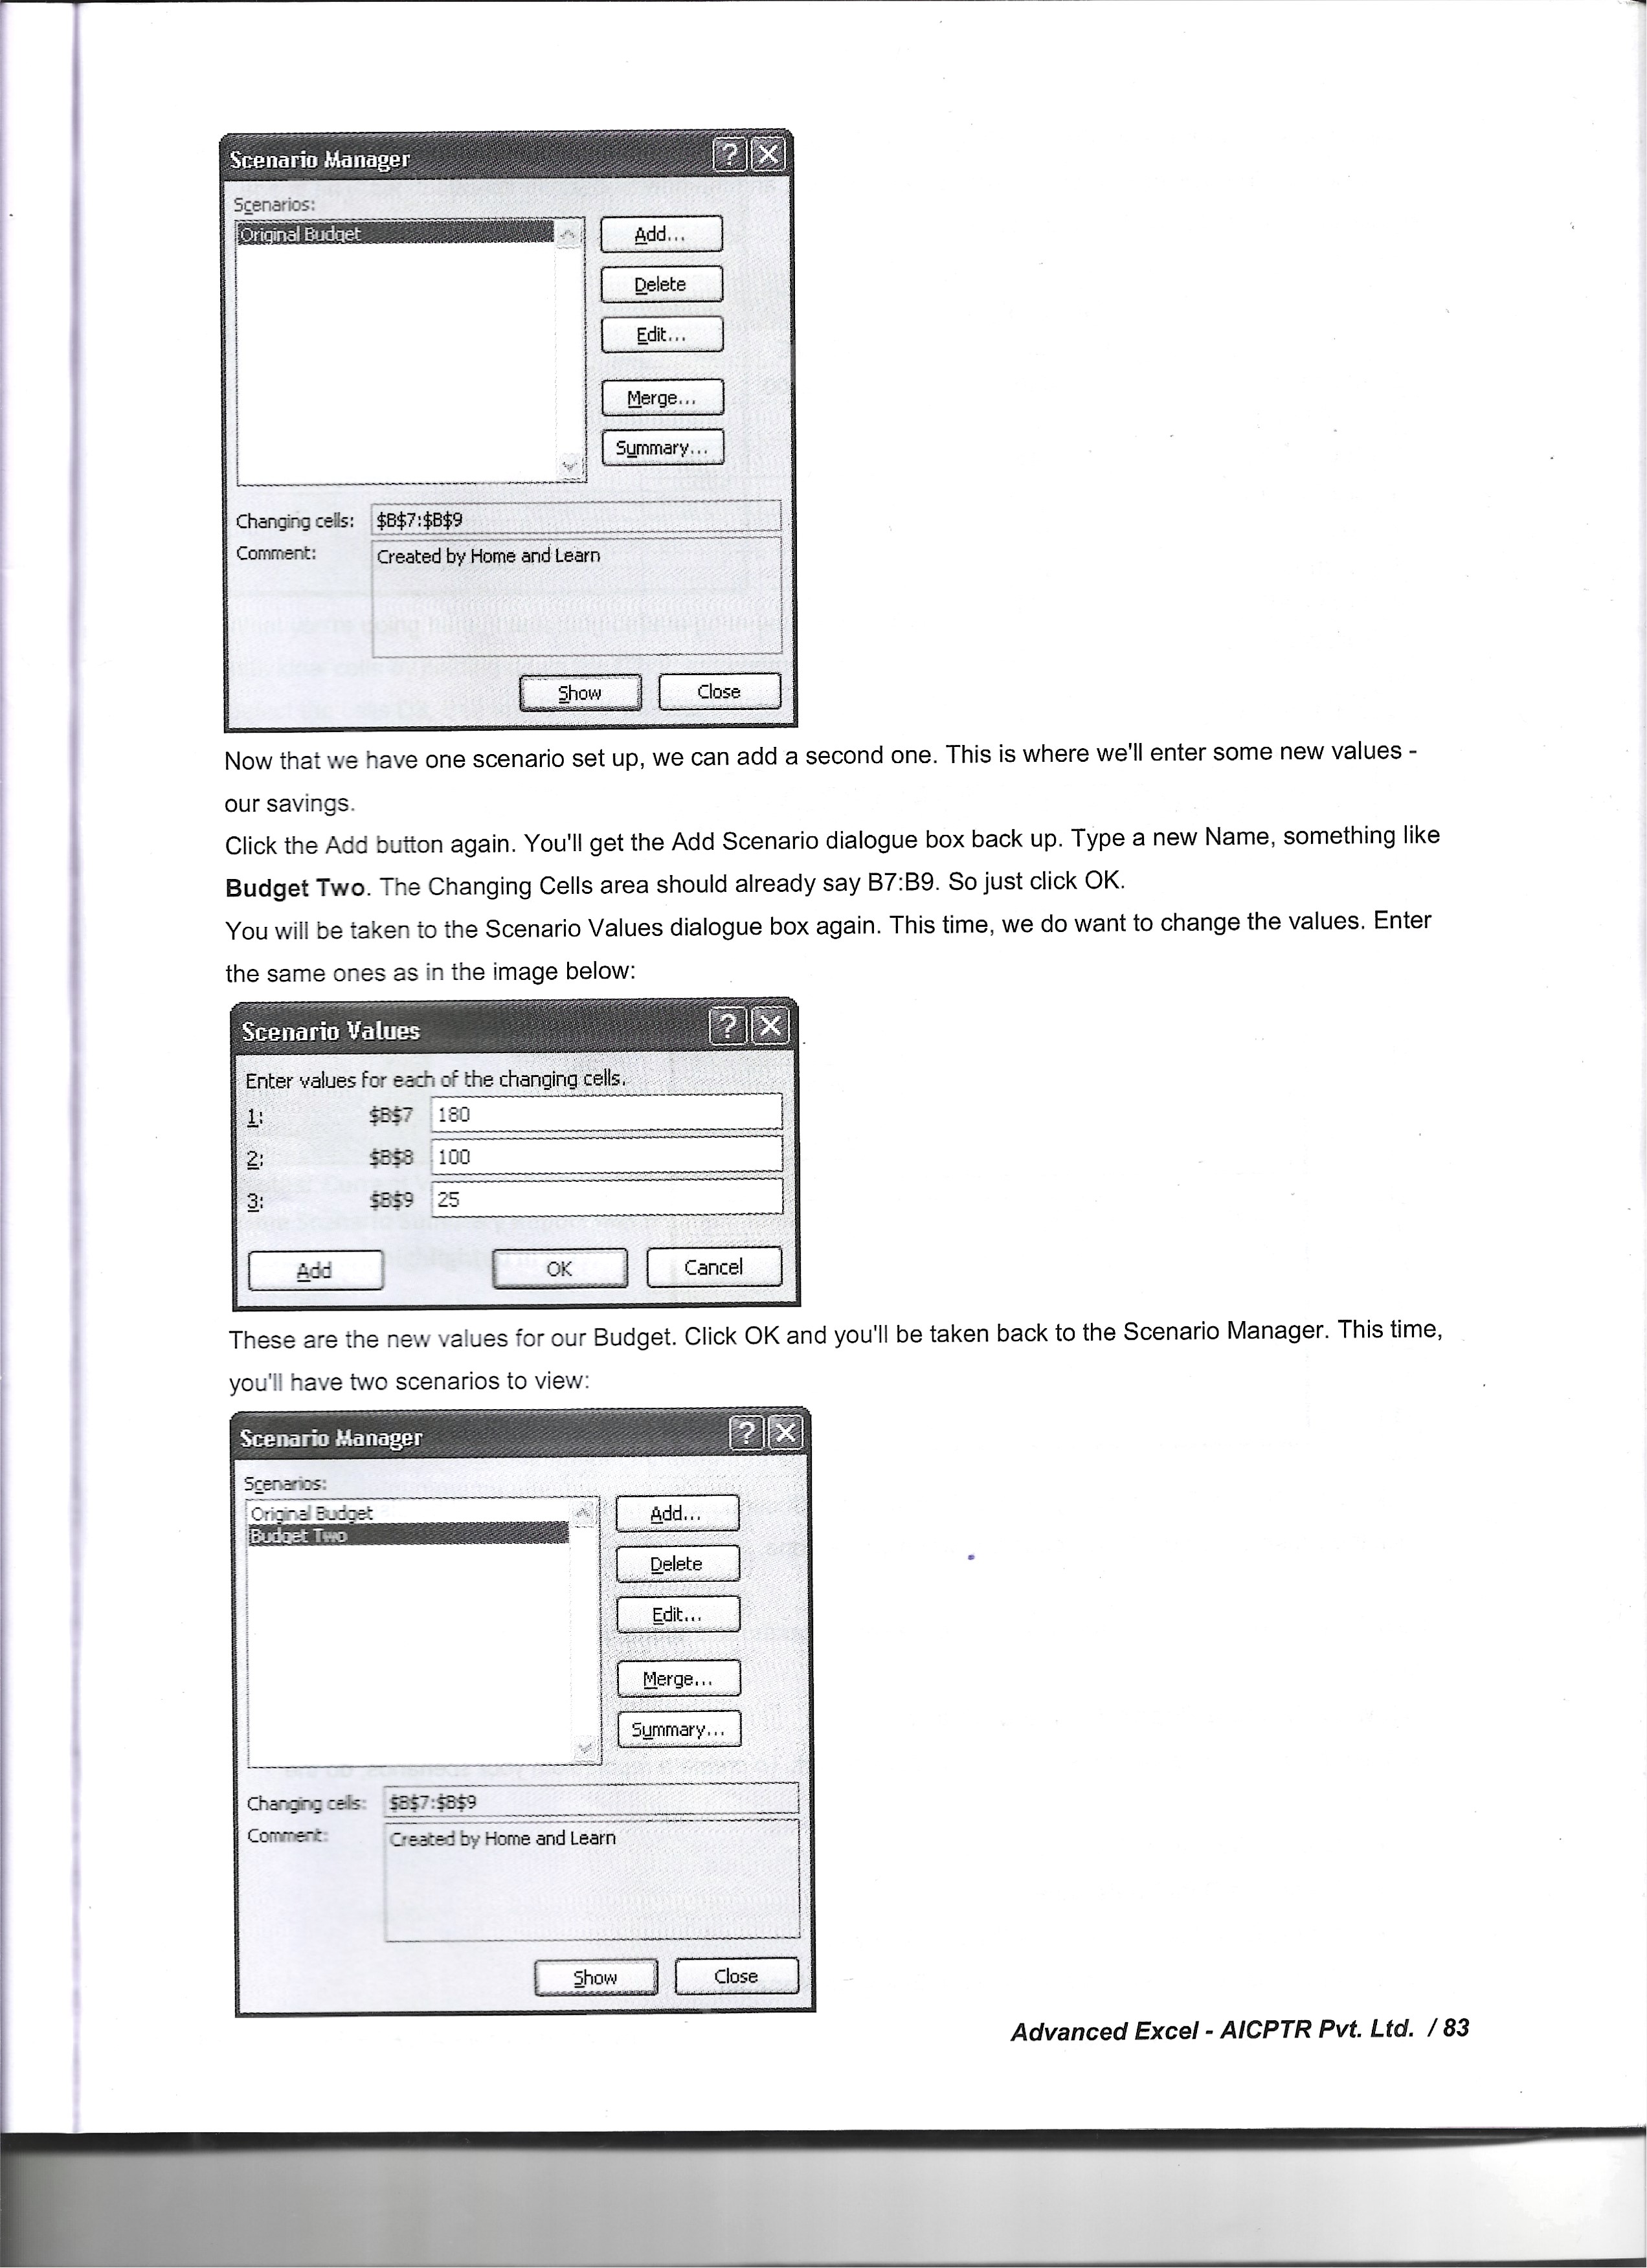 Scenario Manager
Scenarios:
Original Budget
Add...
Delete
Edit...
Merge...
Summary...
Changing cells: $B$7:$B$9
Comment: Created by Home and Learn
Show Close
Now that we have one scenario set up, we can add a second one. This is where we'll enter some new values -
our savings.
Click the Add button again. You'll get the Add Scenario dialogue box back up. Type a new Name, something like
Budget Two. The Changing Cells area should already say B7:B9. So just click OK.
You will be taken to the Scenario Values dialogue box again. This time, we do want to change the values. Enter
the same ones as in the image below:
Scenario Values
Enter values for each of the changing cells.
1: $B$7 180
2: $B$8 100
3: $B$9 25
Add OK Cancel
These are the new values for our Budget. Click OK and you'll be taken back to the Scenario Manager. This time,
you'll have two scenarios to view:
Scenario Manager
Scenarios:
Original Budget
Budget Two
Add...
Delete
Edit...
Merge...
Summary...
Changing cells: $B$7:$B$9
Comment: Created by Home and Learn
Show Close
Advanced Excel - AICPTR Pvt. Ltd. / 83